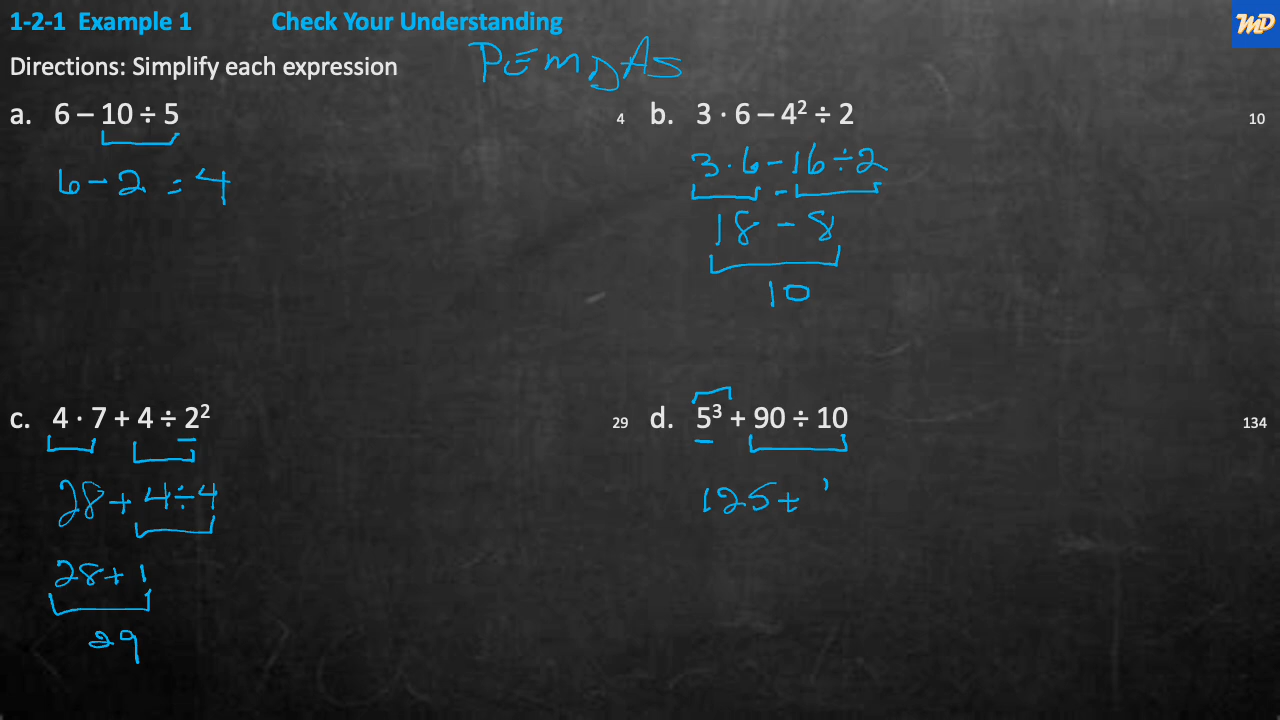 1-2-1 Example 1 Check Your Understanding
MD
Directions: Simplify each expression PEMDAS
a. 6 – 10 ÷ 5 4
6 - 2 = 4
b. 3 · 6 – 4² ÷ 2 10
3 · 6 - 16 ÷ 2
-
18 - 8
10
c. 4 · 7 + 4 ÷ 2² 29
28 + 4 ÷ 4
28 + 1
29
d. 5³ + 90 ÷ 10 134
125 +